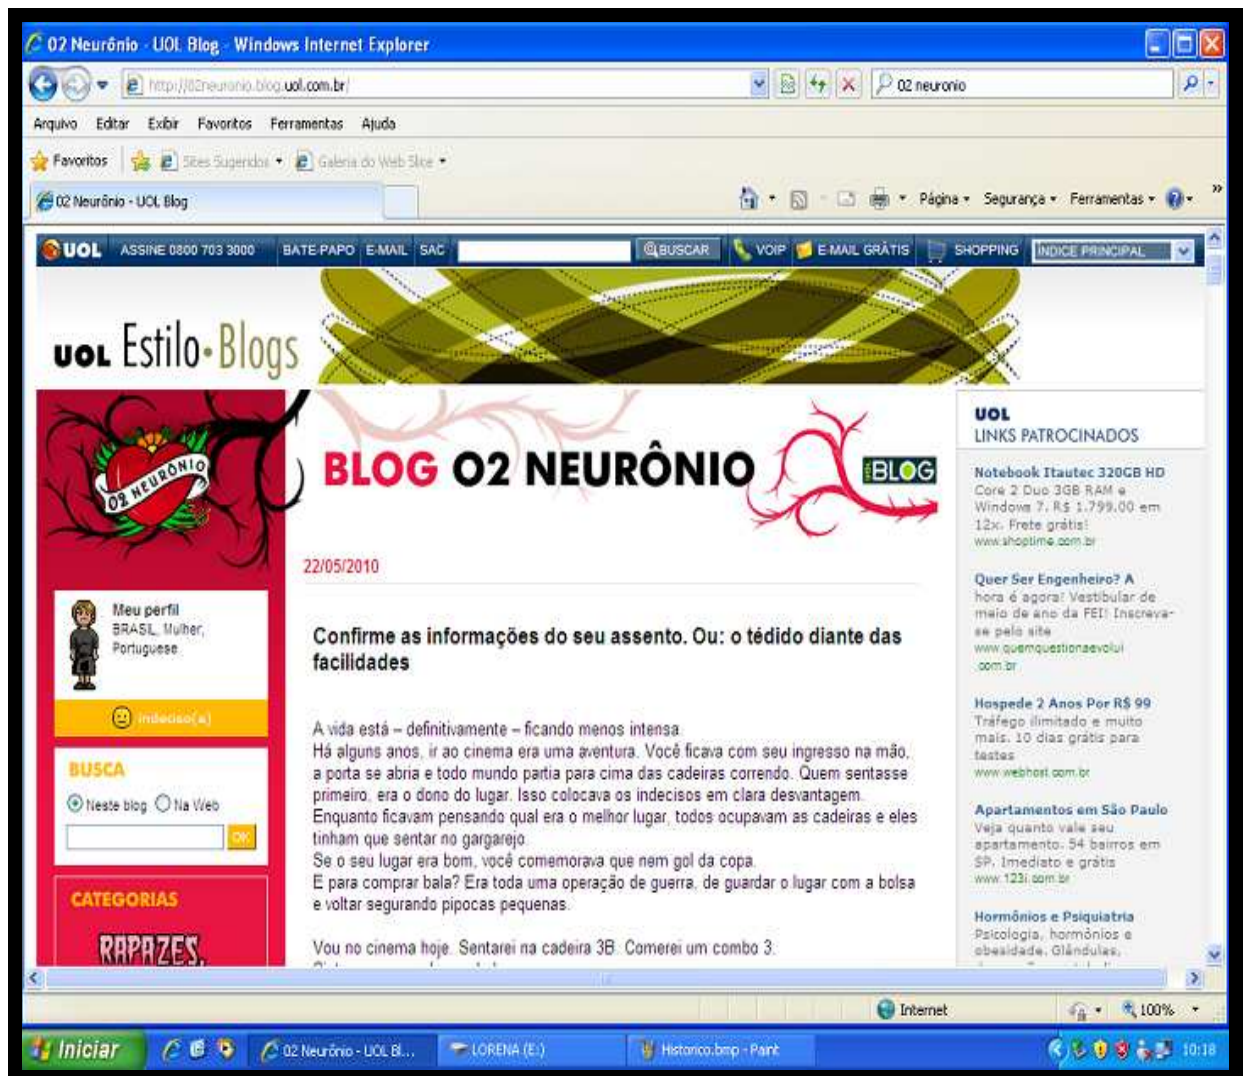 02 Neurônio - UOL Blog - Windows Internet Explorer
http://02neuronio.blog.uol.com.br/
02 neuronio
Arquivo Editar Exibir Favoritos Ferramentas Ajuda
Favoritos Sites Sugeridos Galeria do Web Slice
02 Neurônio - UOL Blog
Página Segurança Ferramentas
UOL ASSINE 0800 703 3000 BATE-PAPO E-MAIL SAC BUSCAR VOIP E-MAIL GRÁTIS SHOPPING ÍNDICE PRINCIPAL
UOL Estilo•Blogs
02 NEURÔNIO
BLOG 02 NEURÔNIO
BLOG
22/05/2010
Meu perfil
BRASIL, Mulher,
Portuguese
indeciso(a)
BUSCA
Neste blog Na Web
OK
CATEGORIAS
RAPAZES,
Confirme as informações do seu assento. Ou: o tédido diante das
facilidades
A vida está – definitivamente – ficando menos intensa.
Há alguns anos, ir ao cinema era uma aventura. Você ficava com seu ingresso na mão,
a porta se abria e todo mundo partia para cima das cadeiras correndo. Quem sentasse
primeiro, era o dono do lugar. Isso colocava os indecisos em clara desvantagem.
Enquanto ficavam pensando qual era o melhor lugar, todos ocupavam as cadeiras e eles
tinham que sentar no gargarejo.
Se o seu lugar era bom, você comemorava que nem gol da copa.
E para comprar bala? Era toda uma operação de guerra, de guardar o lugar com a bolsa
e voltar segurando pipocas pequenas.
Vou no cinema hoje. Sentarei na cadeira 3B. Comerei um combo 3.
UOL
LINKS PATROCINADOS
Notebook Itautec 320GB HD
Core 2 Duo 3GB RAM e
Windows 7. R$ 1.799,00 em
12x. Frete grátis!
www.shoptime.com.br
Quer Ser Engenheiro? A
hora é agora! Vestibular de
meio de ano da FEI! Inscreva-
se pelo site
www.quemquestionaevolui
.com.br
Hospede 2 Anos Por R$ 99
Tráfego ilimitado e muito
mais. 10 dias grátis para
testes
www.webhost.com.br
Apartamentos em São Paulo
Veja quanto vale seu
apartamento. 54 bairros em
SP. Imediato e grátis
www.123i.com.br
Hormônios e Psiquiatria
Psicologia, hormônios e
obesidade. Glândulas,
Internet 100%
Iniciar 02 Neurônio - UOL Bl... LORENA (E:) Historico.bmp - Paint 10:18